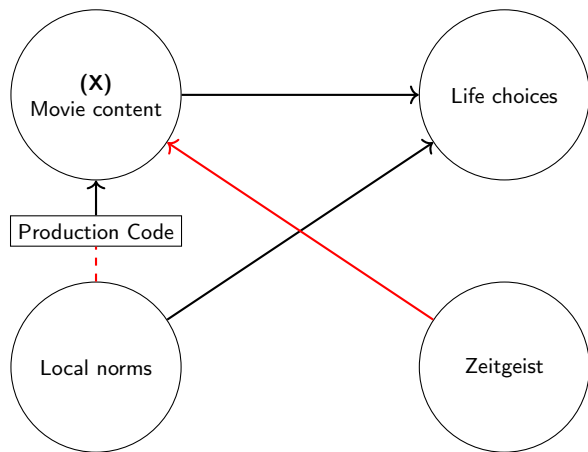 (X)
Movie content
Life choices
Production Code
Local norms
Zeitgeist